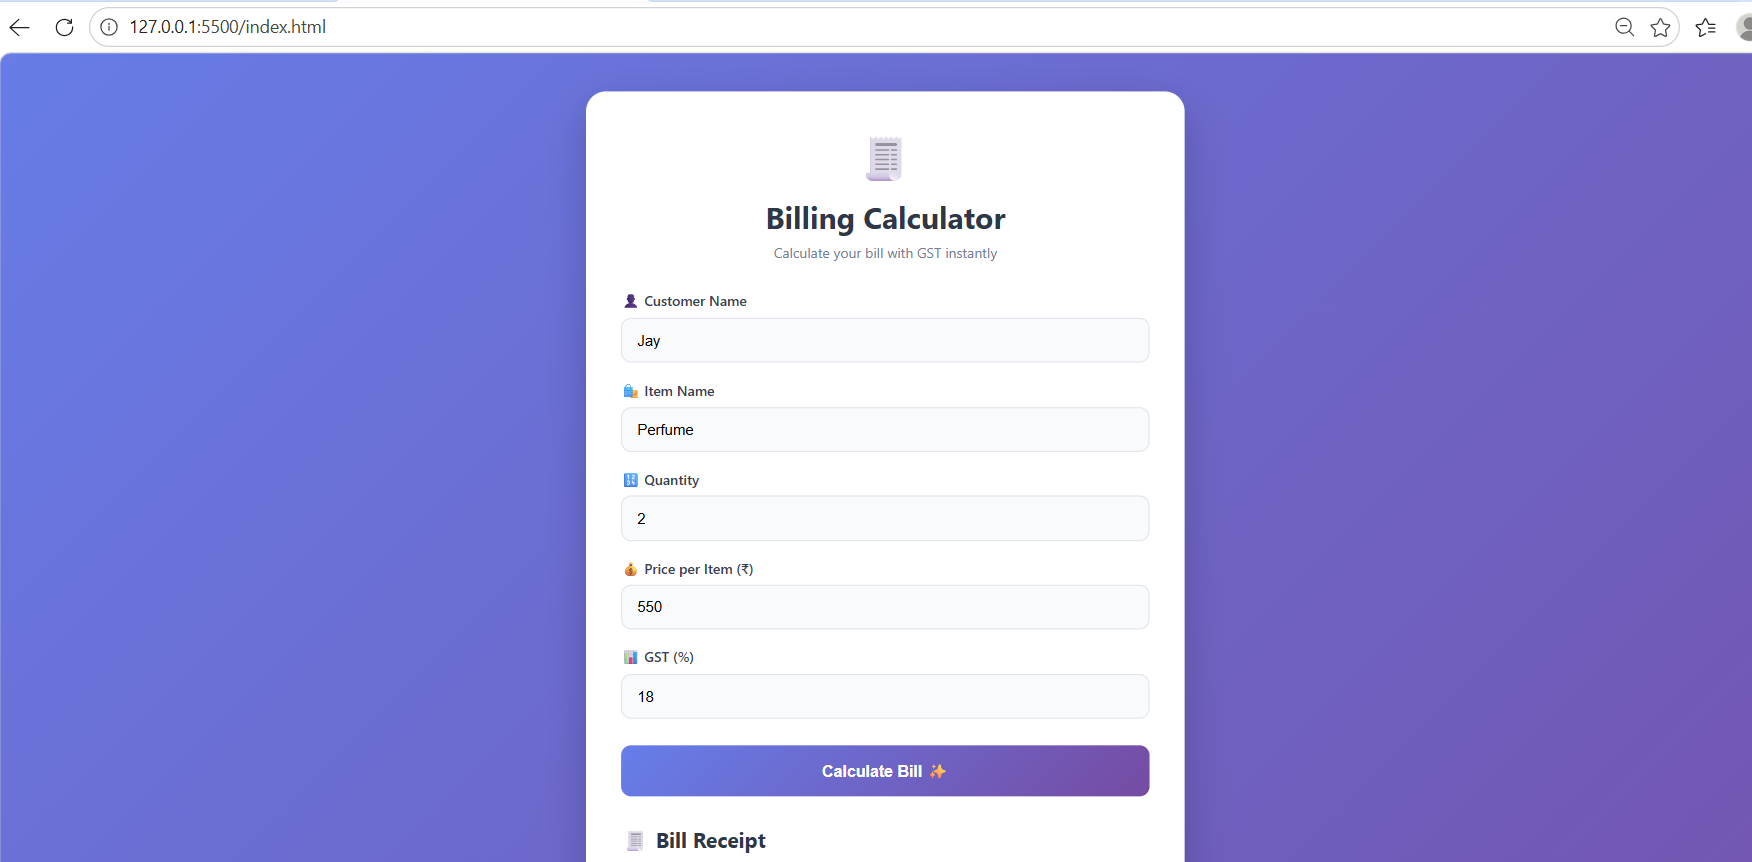 127.0.0.1:5500/index.html
Billing Calculator
Calculate your bill with GST instantly
Customer Name
Jay
Item Name
Perfume
Quantity
2
Price per Item (₹)
550
GST (%)
18
Calculate Bill ✨
Bill Receipt